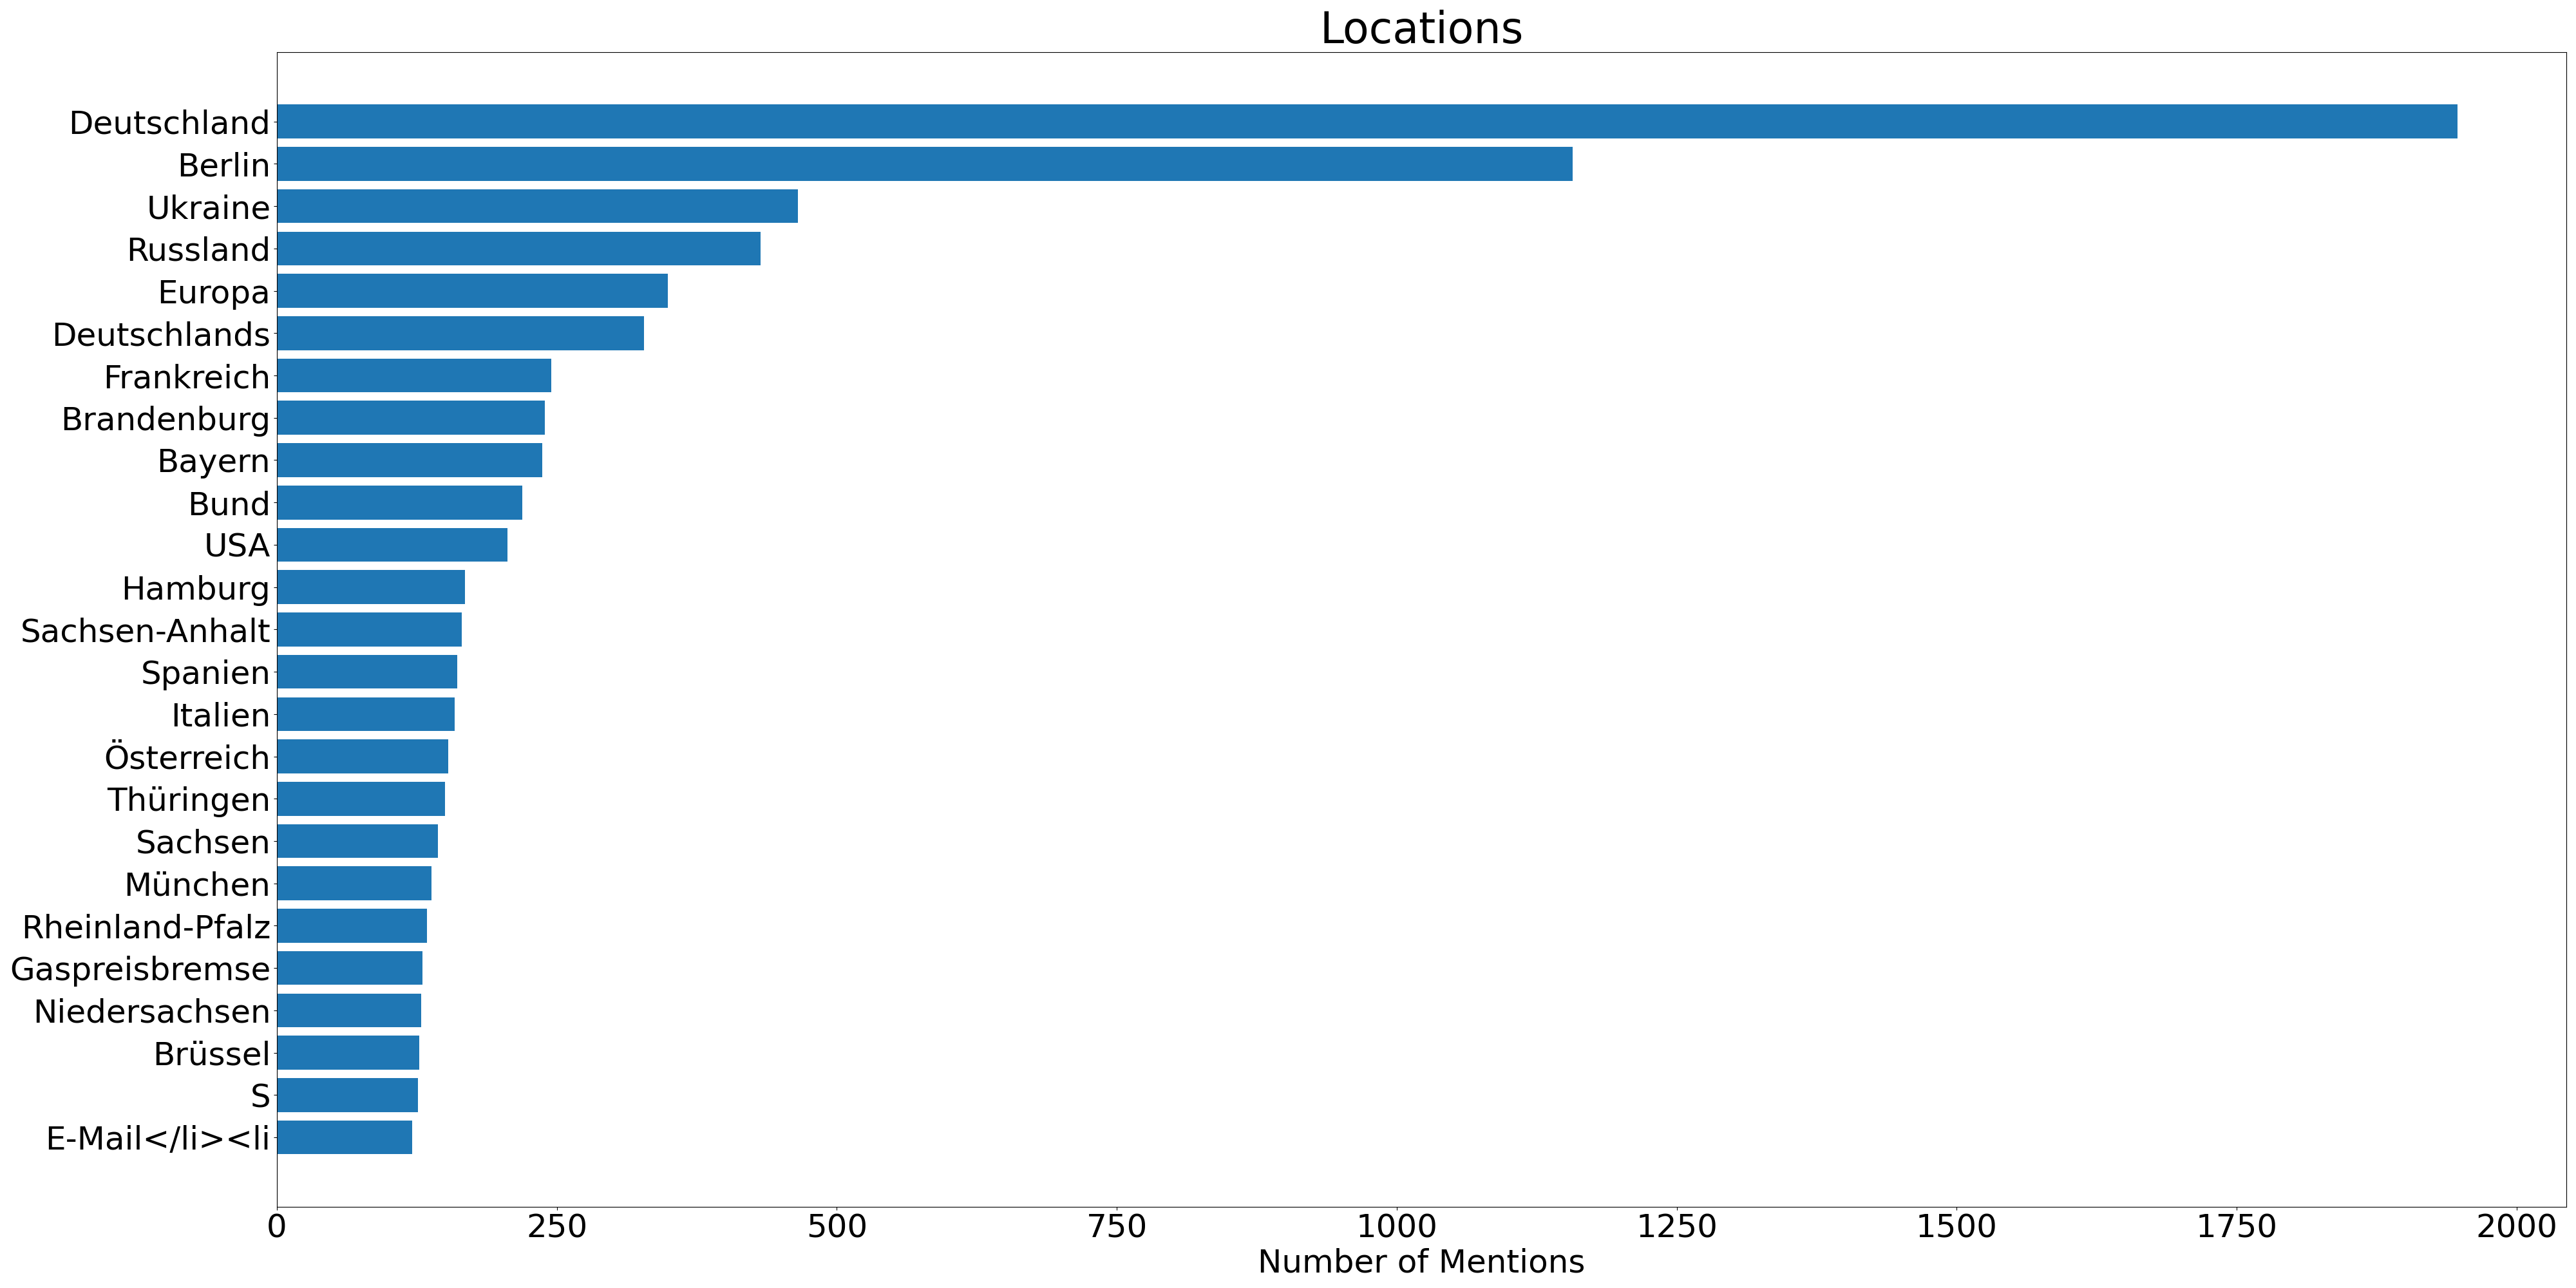 Locations
Deutschland
Berlin
Ukraine
Russland
Europa
Deutschlands
Frankreich
Brandenburg
Bayern
Bund
USA
Hamburg
Sachsen-Anhalt
Spanien
Italien
Österreich
Thüringen
Sachsen
München
Rheinland-Pfalz
Gaspreisbremse
Niedersachsen
Brüssel
S
E-Mail</li><li
0 250 500 750 1000 1250 1500 1750 2000
Number of Mentions